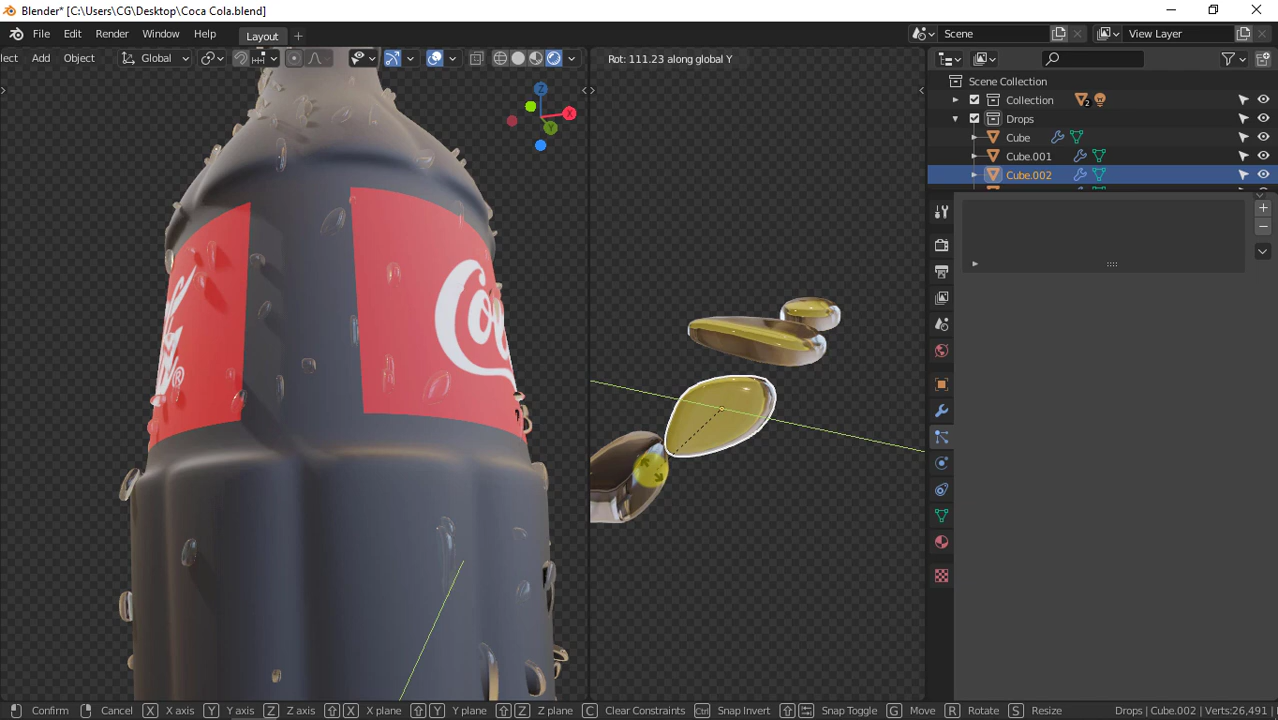 Blender* [C:\Users\CG\Desktop\Coca Cola.blend]
File Edit Render Window Help Layout + Scene View Layer
lect Add Object Global
Rot: 111.23 along global Y
Scene Collection
Collection 2
Drops
Cube
Cube.001
Cube.002
Z
X
Y
®
Confirm Cancel X X axis Y Y axis Z Z axis X X plane Y Y plane Z Z plane C Clear Constraints Ctrl Snap Invert Snap Toggle G Move R Rotate S Resize Drops | Cube.002 | Verts:26,491 |